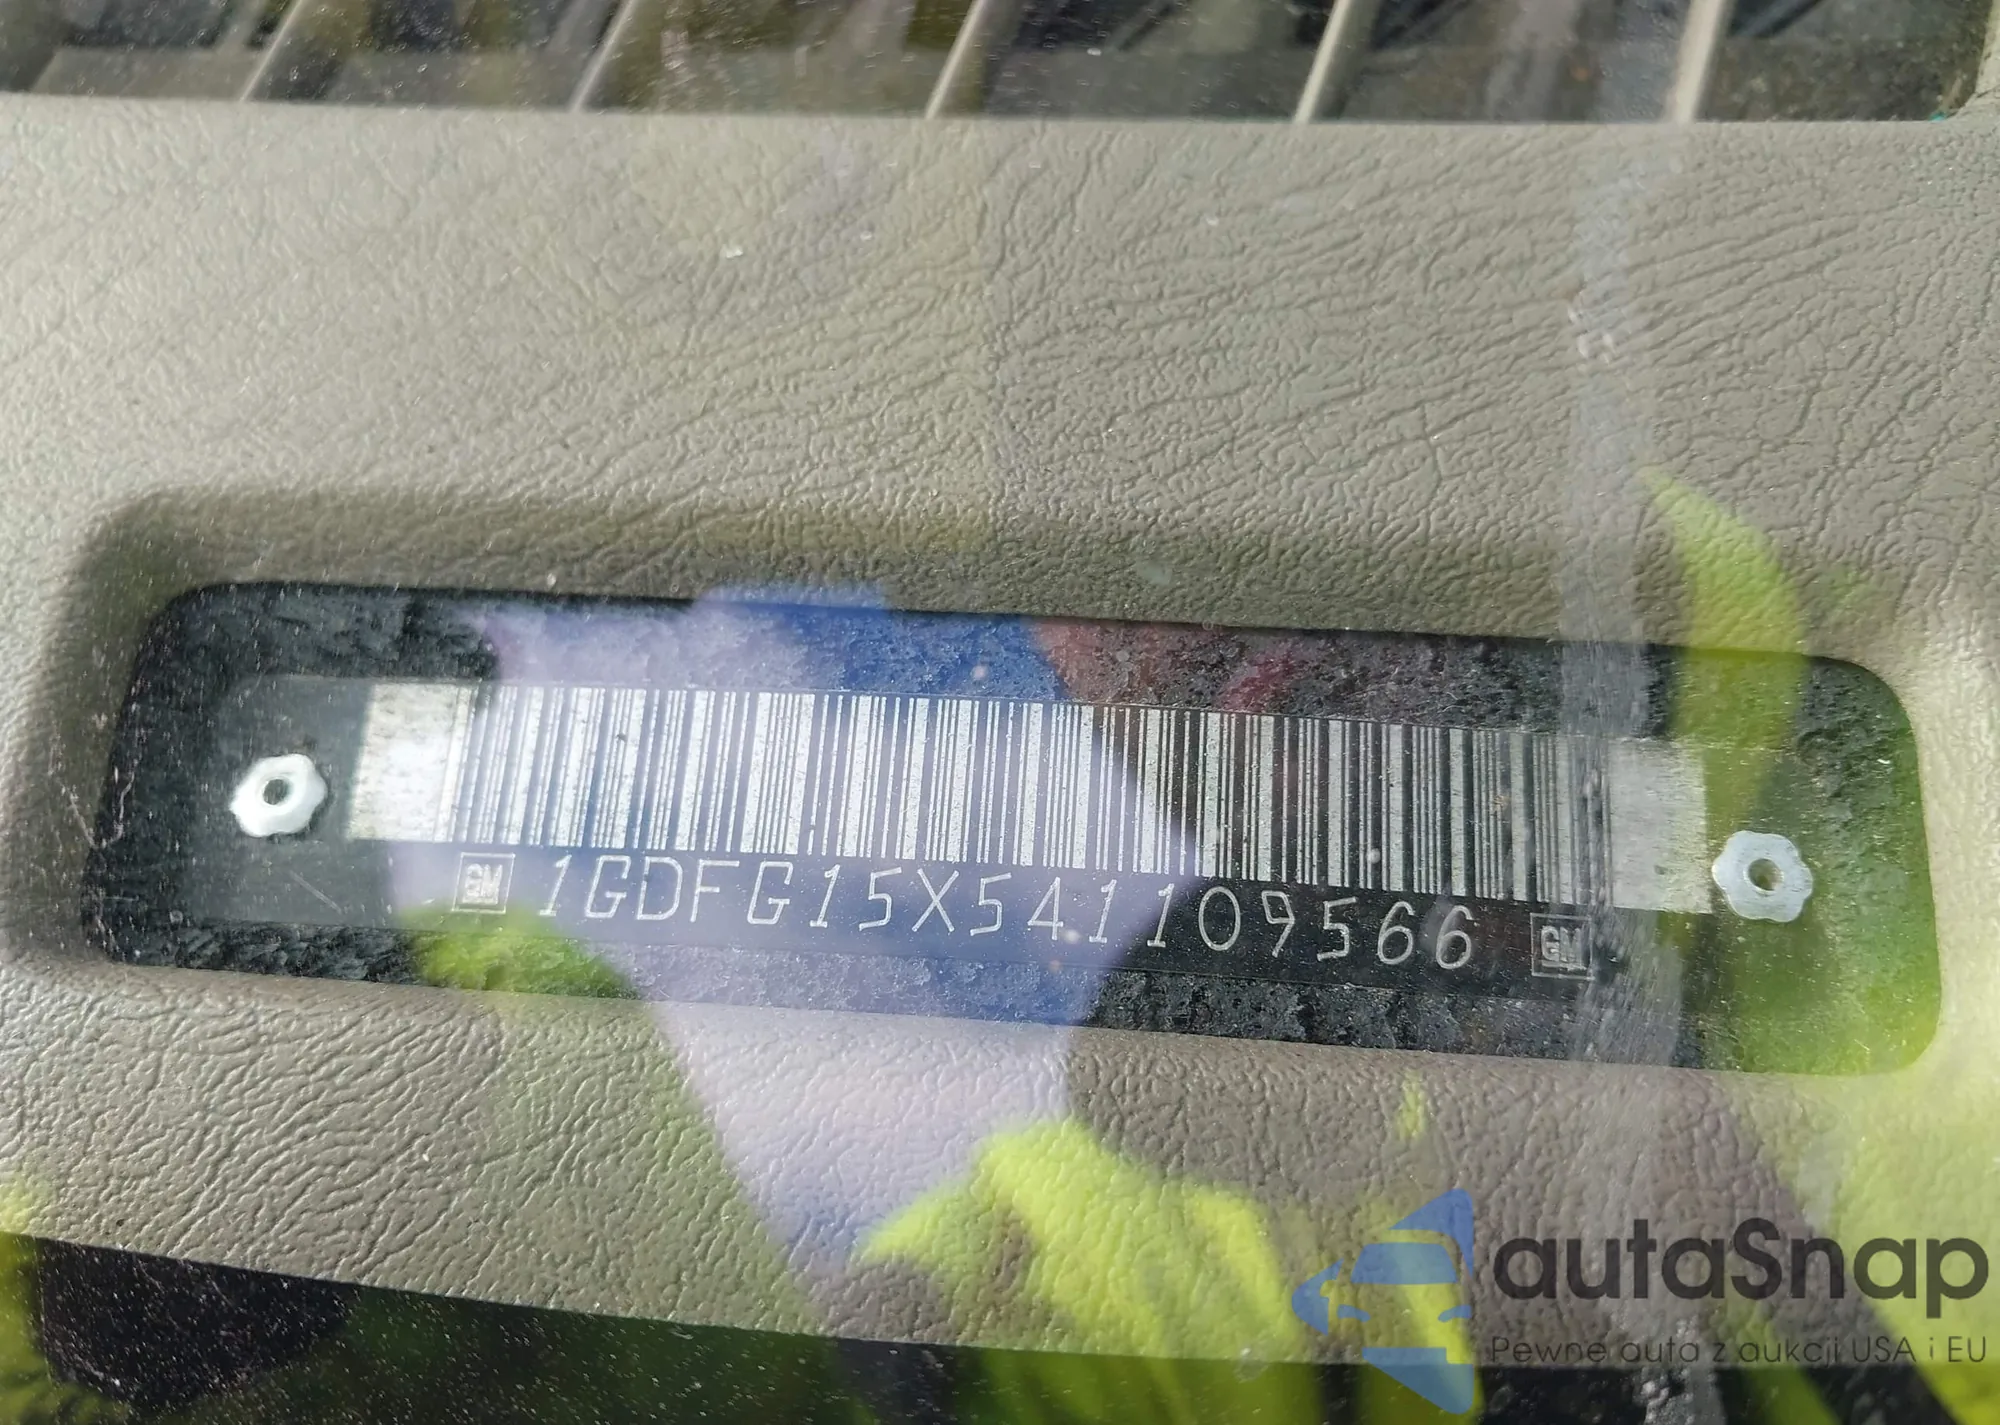 GM 1GDFG15X541109566 GM
autaSnap
Pewne auta z aukcji USA i EU